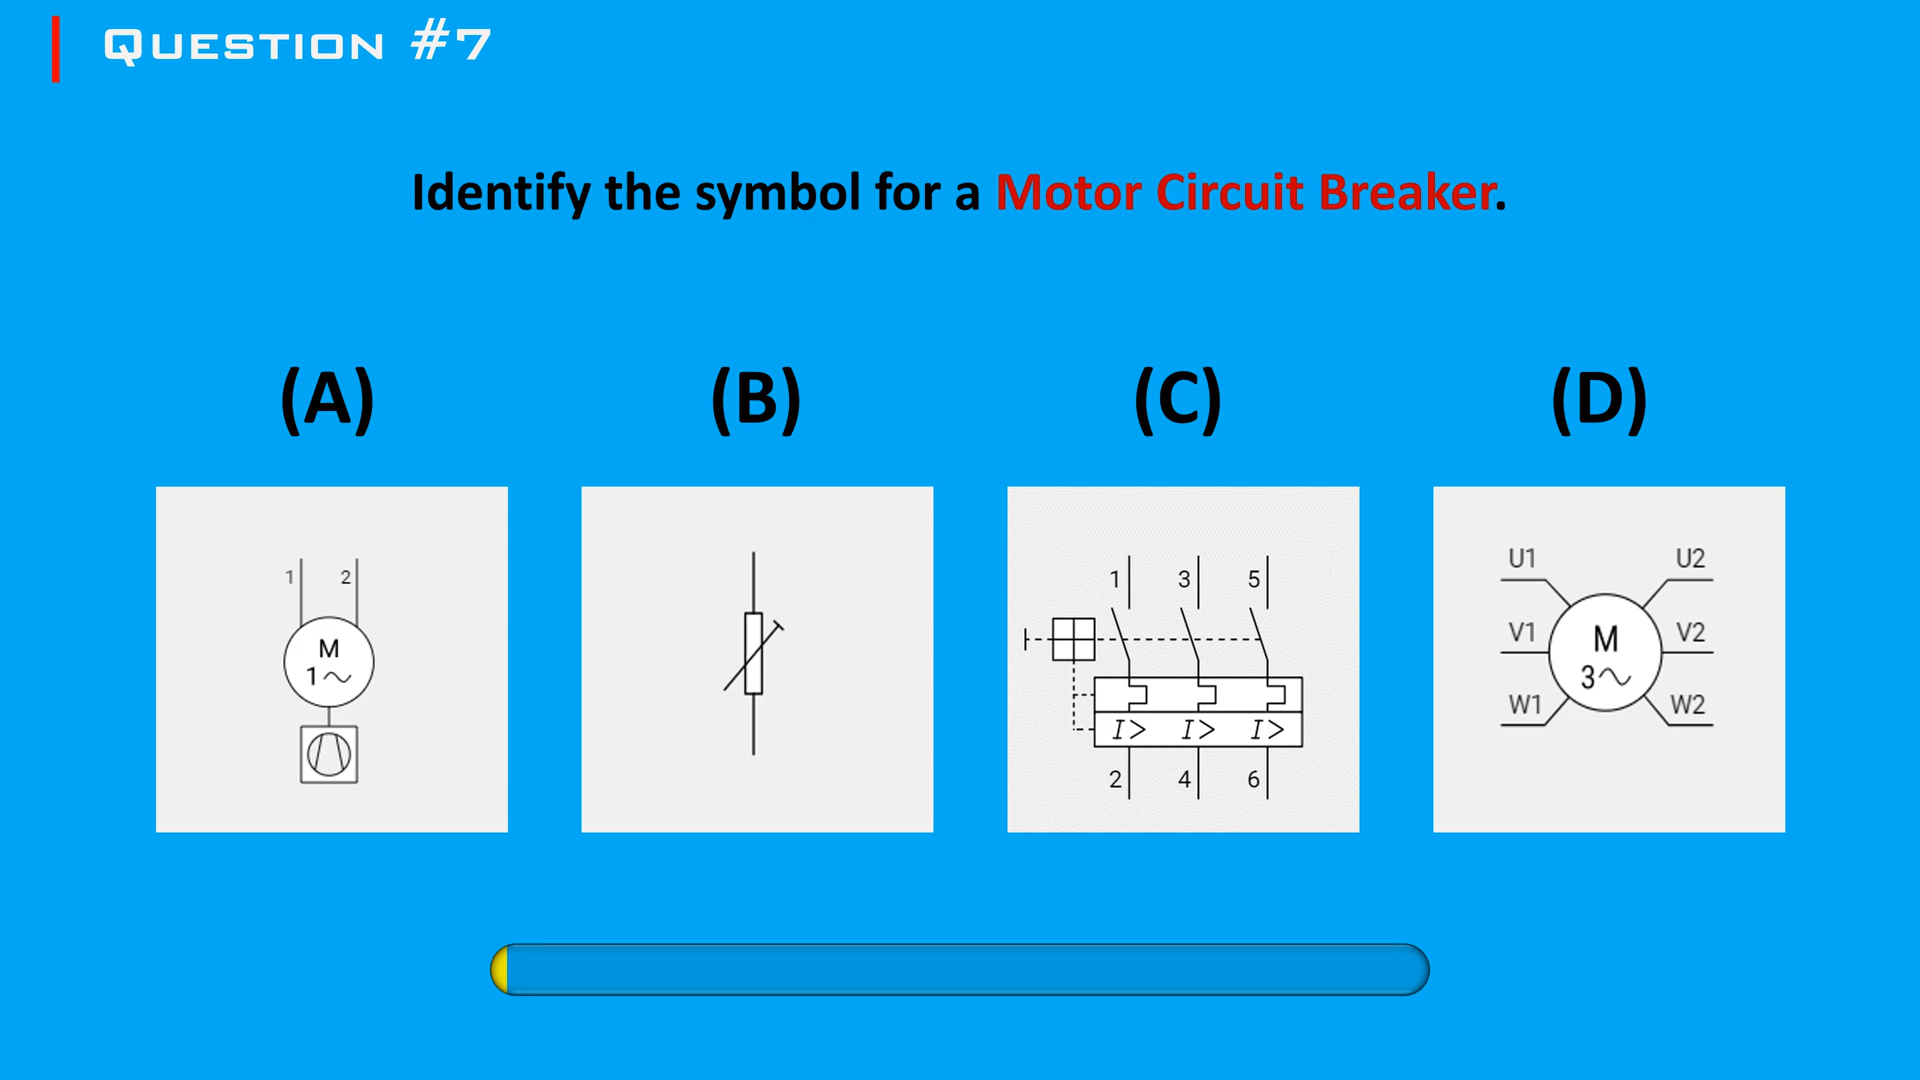 QUESTION #7
Identify the symbol for a Motor Circuit Breaker.
(A) (B) (C) (D)
1 2
M
1~
1 3 5
I> I> I>
2 4 6
U1 U2
V1 M V2
3~
W1 W2